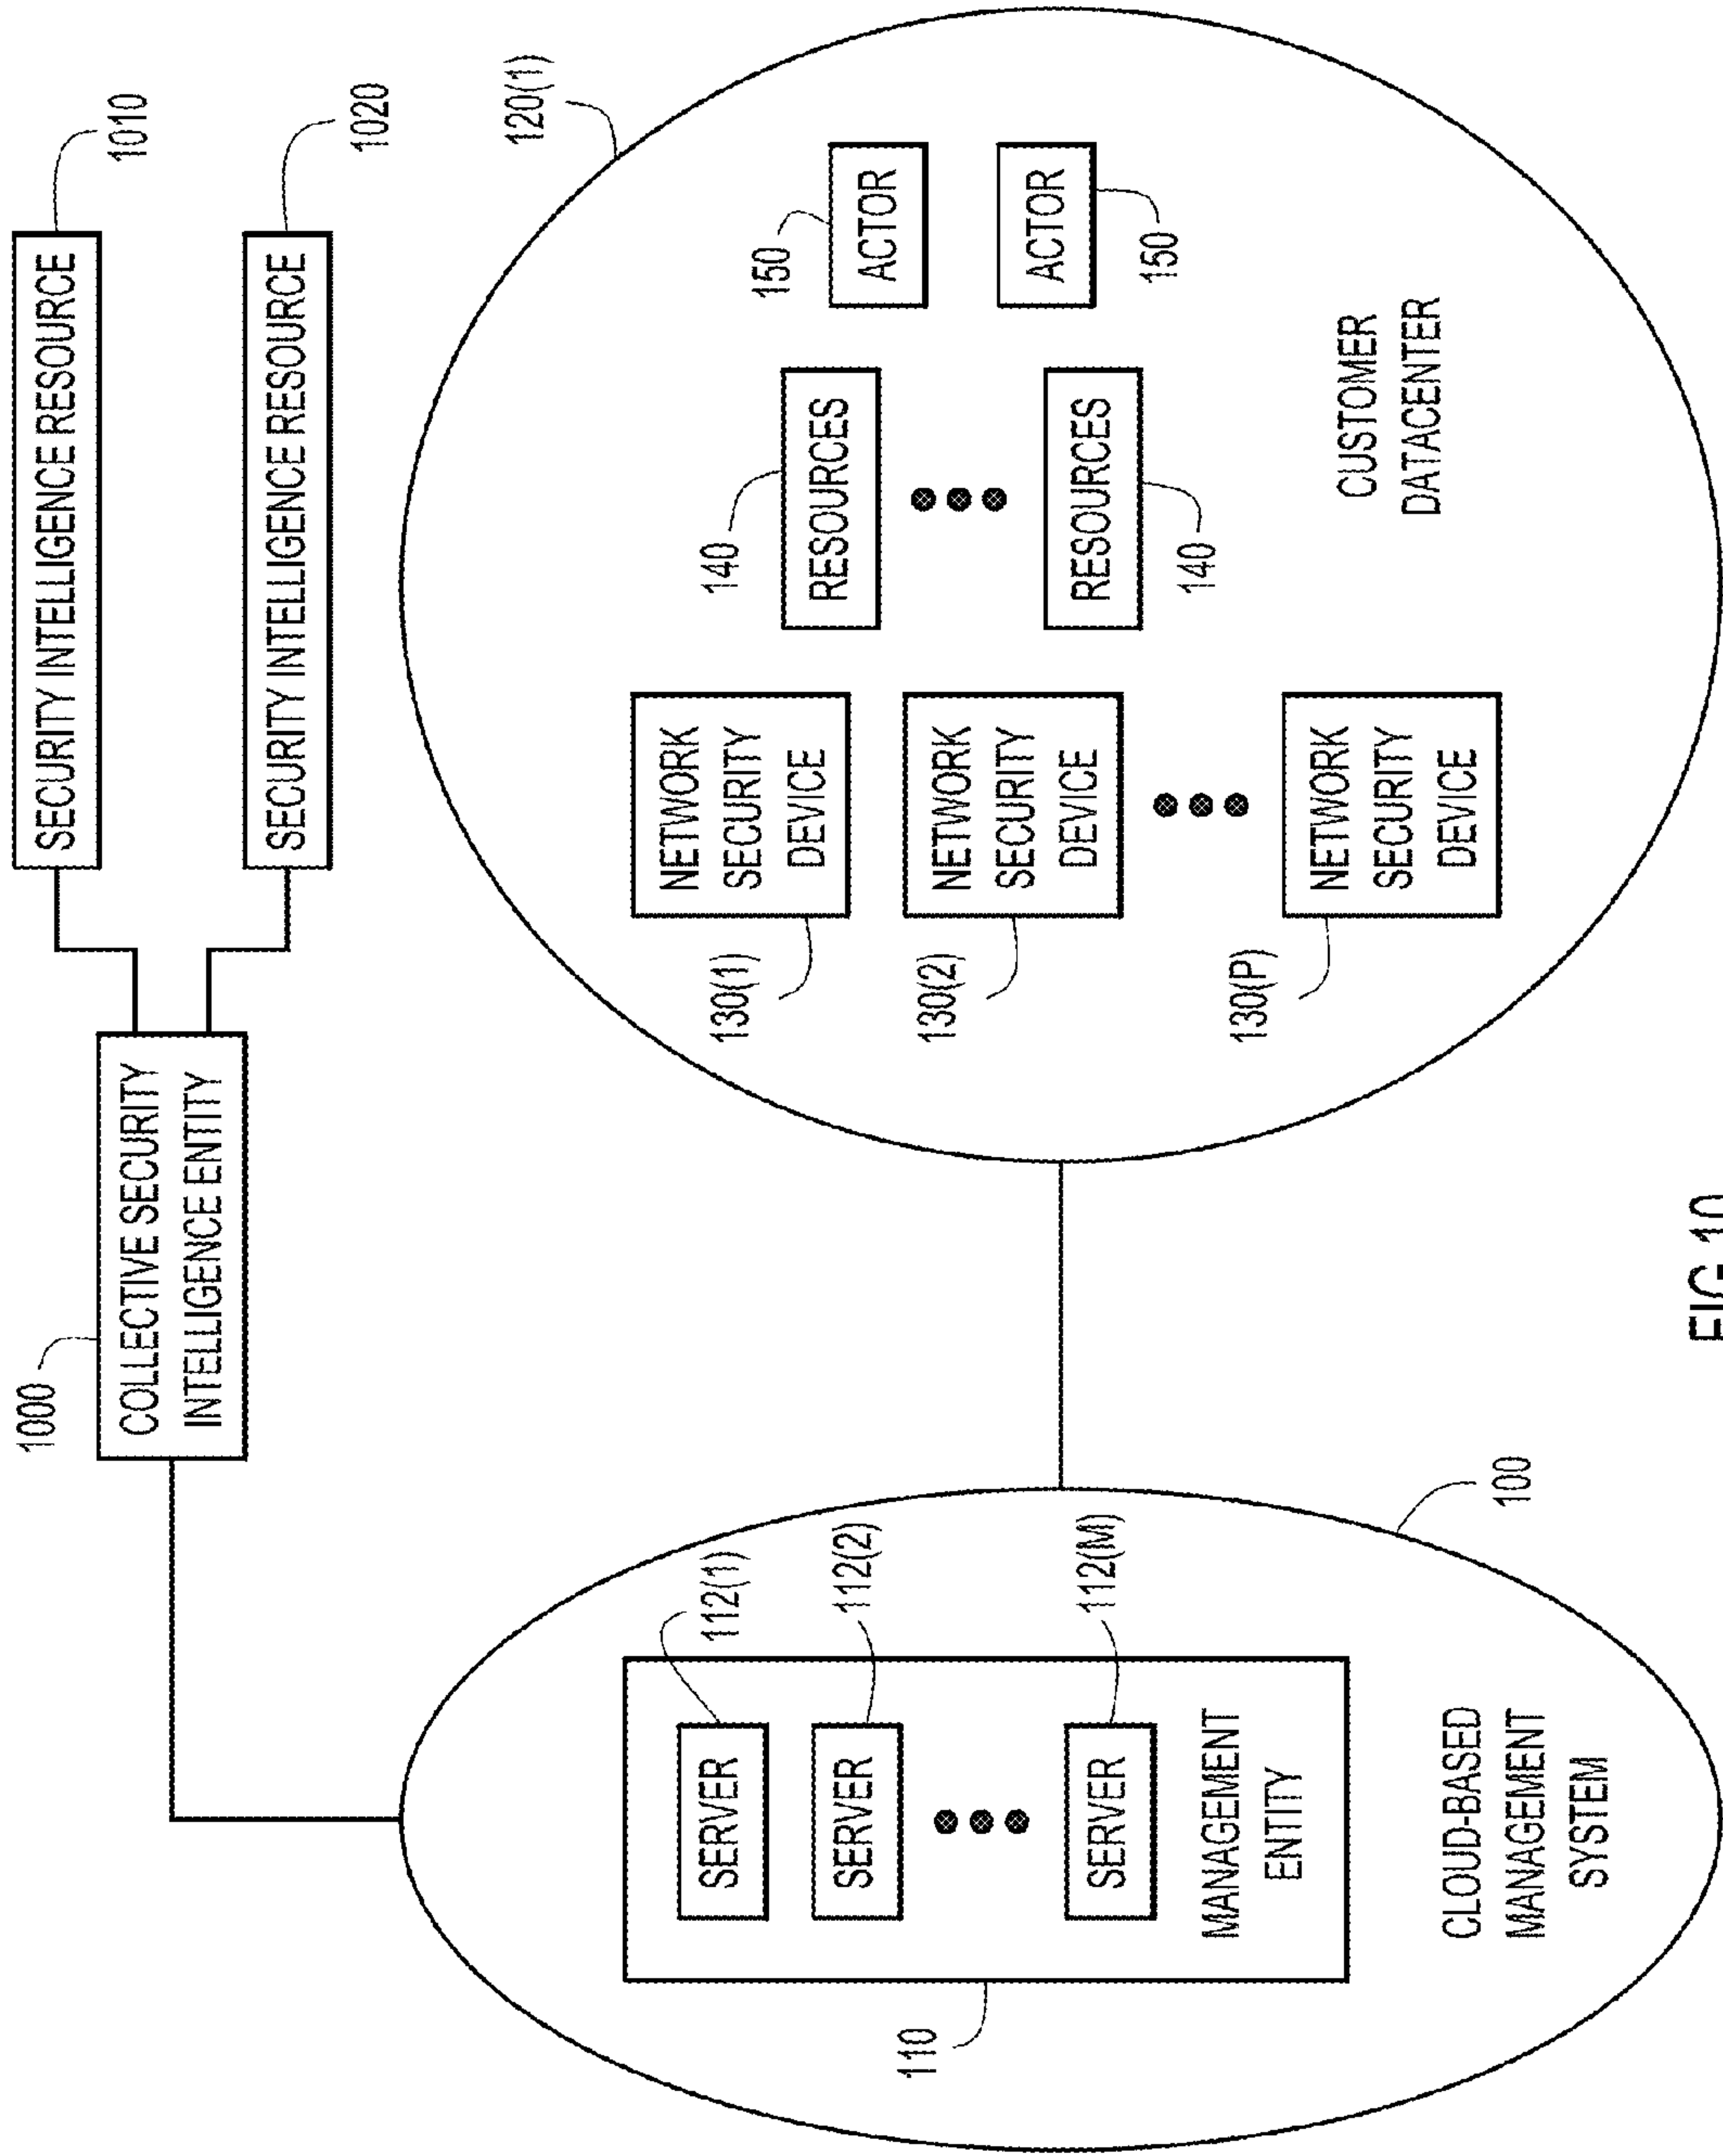 1000
COLLECTIVE SECURITY
INTELLIGENCE ENTITY
SECURITY INTELLIGENCE RESOURCE
1010
SECURITY INTELLIGENCE RESOURCE
1020
110
SERVER
112(1)
SERVER
112(2)
SERVER
112(M)
MANAGEMENT
ENTITY
CLOUD-BASED
MANAGEMENT
SYSTEM
100
120(1)
130(1)
NETWORK
SECURITY
DEVICE
130(2)
NETWORK
SECURITY
DEVICE
130(P)
NETWORK
SECURITY
DEVICE
140
RESOURCES
RESOURCES
140
150
ACTOR
ACTOR
150
CUSTOMER
DATACENTER
FIG.10